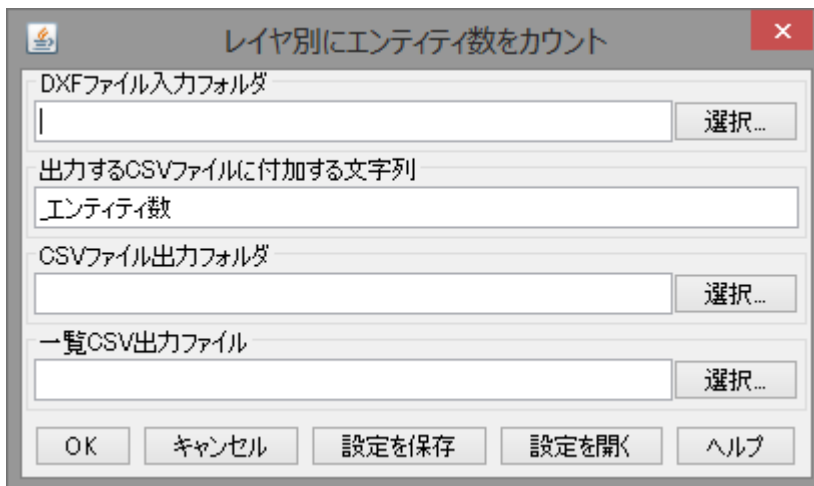 レイヤ別にエンティティ数をカウント
DXFファイル入力フォルダ
選択...
出力するCSVファイルに付加する文字列
_エンティティ数
CSVファイル出力フォルダ
選択...
一覧CSV出力ファイル
選択...
OK キャンセル 設定を保存 設定を開く ヘルプ